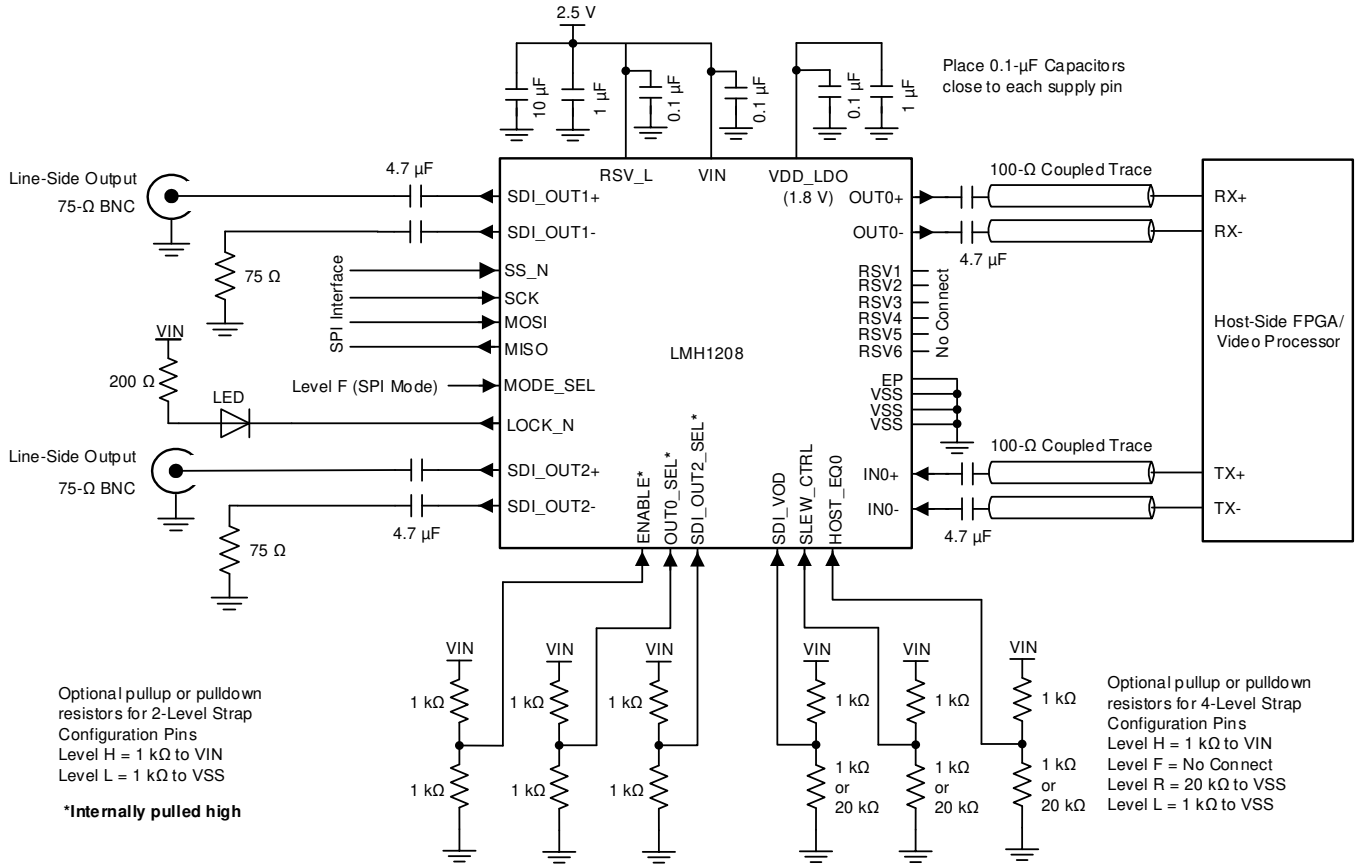 2.5 V
10 µF
1 µF
0.1 µF
0.1 µF
0.1 µF
1 µF
Place 0.1-µF Capacitors
close to each supply pin
Line-Side Output
75-Ω BNC
4.7 µF
75 Ω
SPI Interface
VIN
200 Ω
LED
Level F (SPI Mode)
Line-Side Output
75-Ω BNC
4.7 µF
75 Ω
RSV_L
VIN
VDD_LDO
(1.8 V)
SDI_OUT1+
SDI_OUT1-
SS_N
SCK
MOSI
MISO
MODE_SEL
LOCK_N
SDI_OUT2+
SDI_OUT2-
LMH1208
OUT0+
OUT0-
RSV1
RSV2
RSV3
RSV4
RSV5
RSV6
No Connect
EP
VSS
VSS
VSS
IN0+
IN0-
ENABLE*
OUT0_SEL*
SDI_OUT2_SEL*
SDI_VOD
SLEW_CTRL
HOST_EQ0
100-Ω Coupled Trace
4.7 µF
100-Ω Coupled Trace
4.7 µF
RX+
RX-
Host-Side FPGA/
Video Processor
TX+
TX-
Optional pullup or pulldown
resistors for 2-Level Strap
Configuration Pins
Level H = 1 kΩ to VIN
Level L = 1 kΩ to VSS
*Internally pulled high
VIN
1 kΩ
1 kΩ
VIN
1 kΩ
1 kΩ
VIN
1 kΩ
1 kΩ
VIN
1 kΩ
1 kΩ
or
20 kΩ
VIN
1 kΩ
1 kΩ
or
20 kΩ
VIN
1 kΩ
1 kΩ
or
20 kΩ
Optional pullup or pulldown
resistors for 4-Level Strap
Configuration Pins
Level H = 1 kΩ to VIN
Level F = No Connect
Level R = 20 kΩ to VSS
Level L = 1 kΩ to VSS